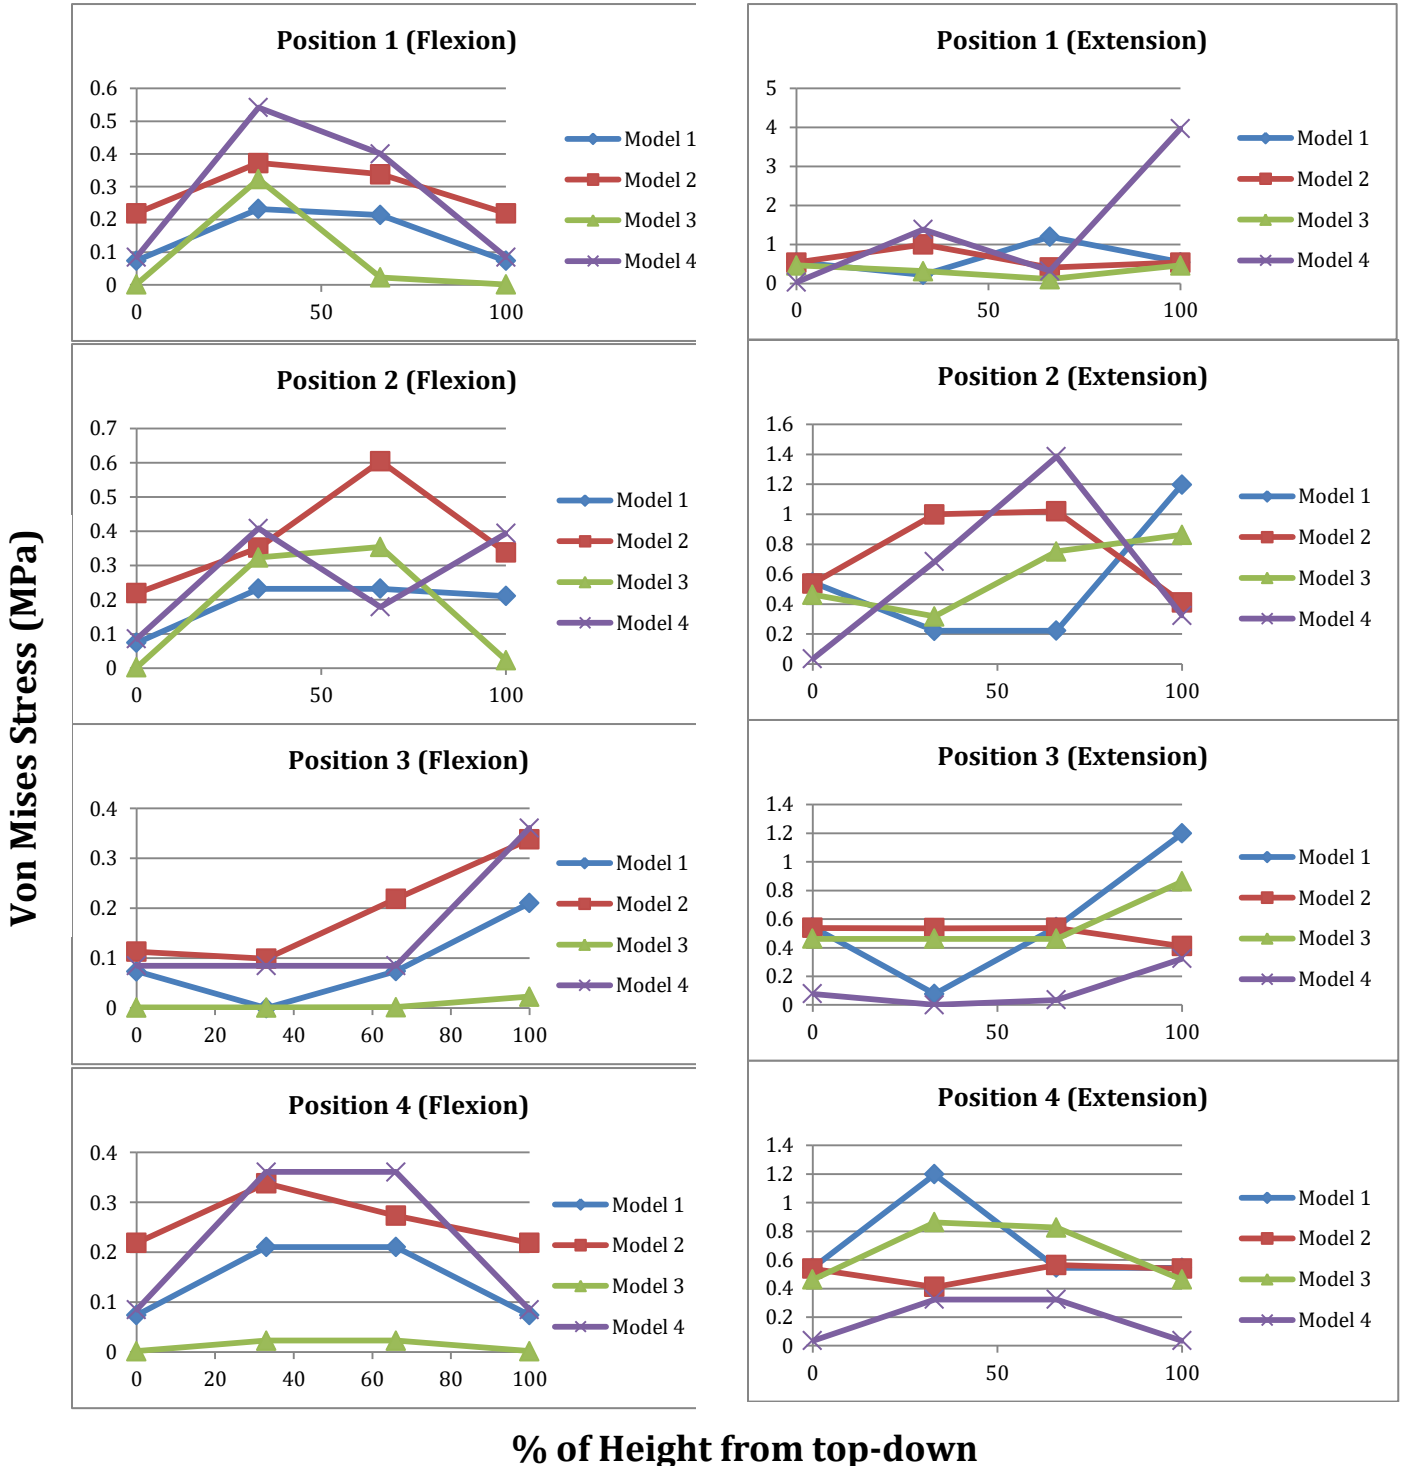 Von Mises Stress (MPa)
Position 1 (Flexion)
0.6
0.5
0.4
0.3
0.2
0.1
0
0 50 100
Model 1
Model 2
Model 3
Model 4
Position 1 (Extension)
5
4
3
2
1
0
0 50 100
Model 1
Model 2
Model 3
Model 4
Position 2 (Flexion)
0.7
0.6
0.5
0.4
0.3
0.2
0.1
0
0 50 100
Model 1
Model 2
Model 3
Model 4
Position 2 (Extension)
1.6
1.4
1.2
1
0.8
0.6
0.4
0.2
0
0 50 100
Model 1
Model 2
Model 3
Model 4
Position 3 (Flexion)
0.4
0.3
0.2
0.1
0
0 20 40 60 80 100
Model 1
Model 2
Model 3
Model 4
Position 3 (Extension)
1.4
1.2
1
0.8
0.6
0.4
0.2
0
0 50 100
Model 1
Model 2
Model 3
Model 4
Position 4 (Flexion)
0.4
0.3
0.2
0.1
0
0 20 40 60 80 100
Model 1
Model 2
Model 3
Model 4
Position 4 (Extension)
1.4
1.2
1
0.8
0.6
0.4
0.2
0
0 50 100
Model 1
Model 2
Model 3
Model 4
% of Height from top-down